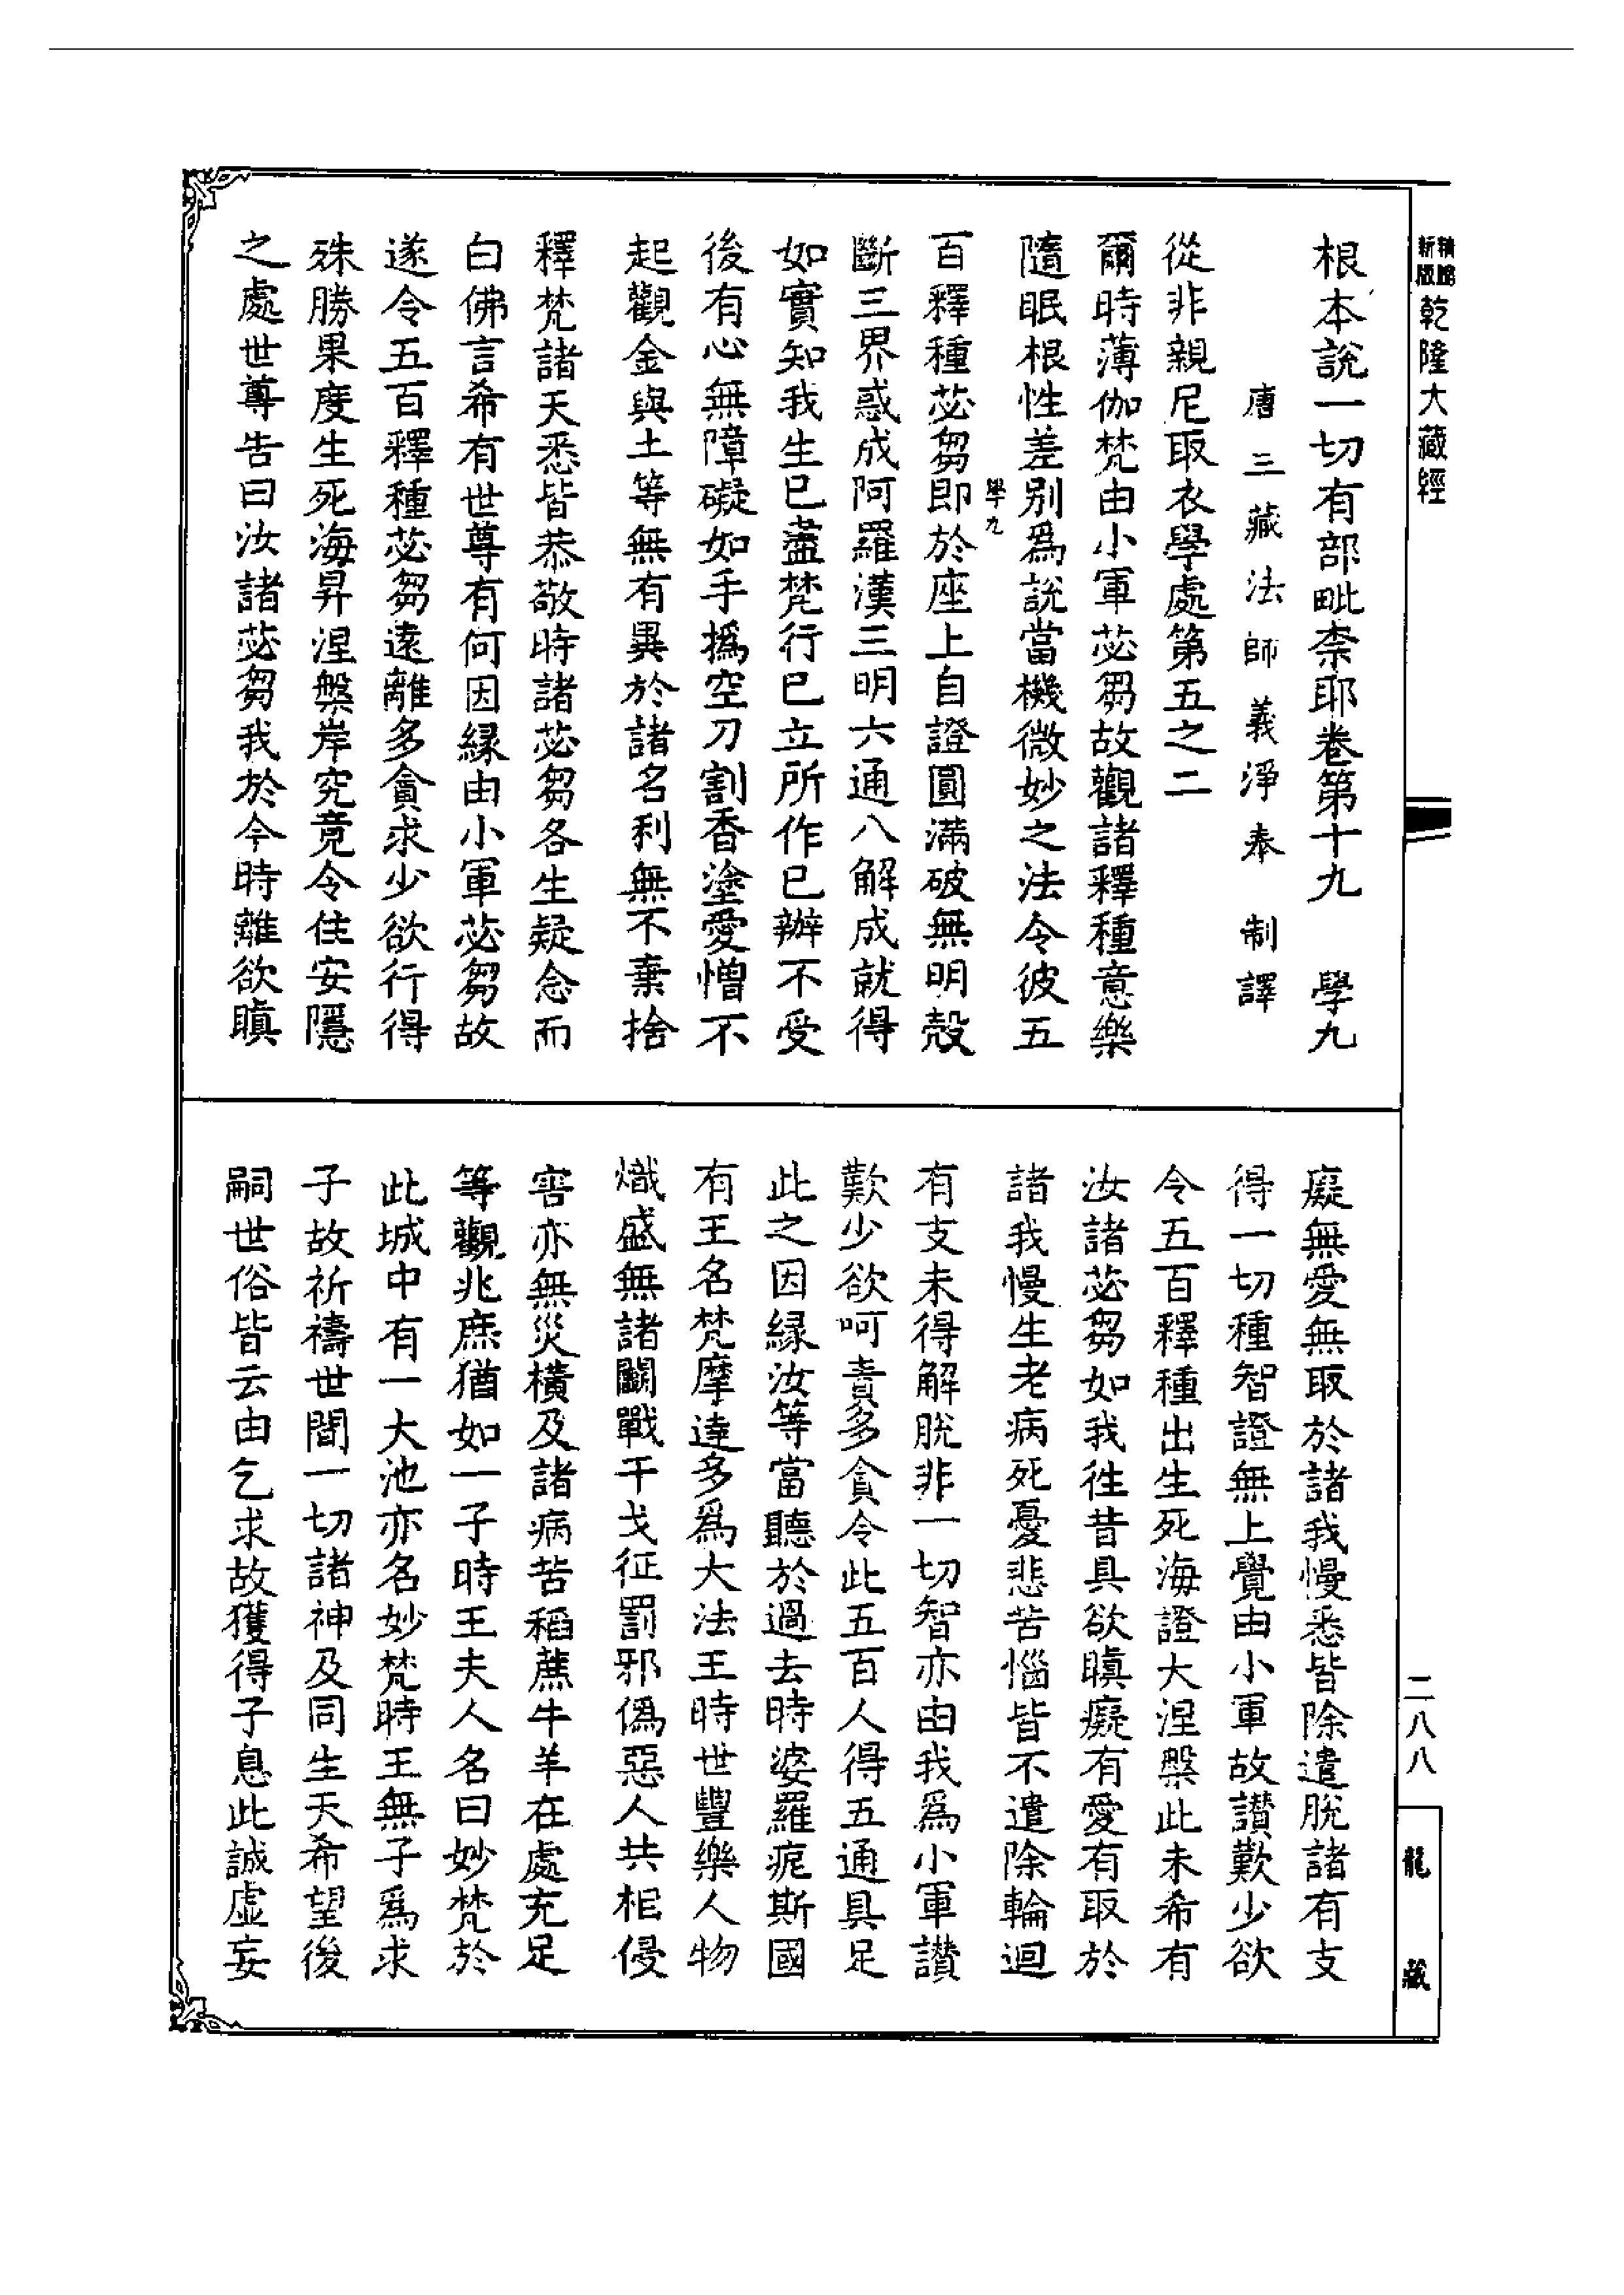 新版
精縮
乾隆大藏經
根本說一切有部毗柰耶卷第十九　學九
唐三藏法師義淨奉　制譯
從非親尼取衣學處第五之二
爾時薄伽梵由小軍苾芻故觀諸釋種意樂
隨眠根性差别爲說當機微妙之法令彼五
學九
百釋種苾芻即於座上自證圓滿破無明殼
斷三界惑成阿羅漢三明六通八解成就得
如實知我生已盡梵行已立所作已辦不受
後有心無障礙如手撝空刀割香塗愛憎不
起觀金與土等無有異於諸名利無不棄捨
釋梵諸天悉皆恭敬時諸苾芻各生疑念而
白佛言希有世尊有何因縁由小軍苾芻故
遂令五百釋種苾芻遠離多貪求少欲行得
殊勝果度生死海昇涅槃岸究竟令住安隱
之處世尊告曰汝諸苾芻我於今時離欲瞋
癡無愛無取於諸我慢悉皆除遣脫諸有支
得一切種智證無上覺由小軍故讃歎少欲
令五百釋種出生死海證大涅槃此未希有
汝諸苾芻如我徃昔具欲瞋癡有愛有取於
諸我慢生老病死憂悲苦惱皆不遣除輪迴
有支未得解脫非一切智亦由我爲小軍讃
歎少欲呵責多貪令此五百人得五通具足
此之因縁汝等當聽於過去時婆羅痆斯國
有王名梵摩達多爲大法王時世豐樂人物
熾盛無諸鬬戰干戈征罰邪僞惡人共相侵
害亦無災橫及諸病苦稻蔗牛羊在處充足
等觀兆庶猶如一子時王夫人名曰妙梵於
此城中有一大池亦名妙梵時王無子爲求
子故祈禱世間一切諸神及同生天希望後
嗣世俗皆云由乞求故獲得子息此誠虛妄
二八八
龍藏